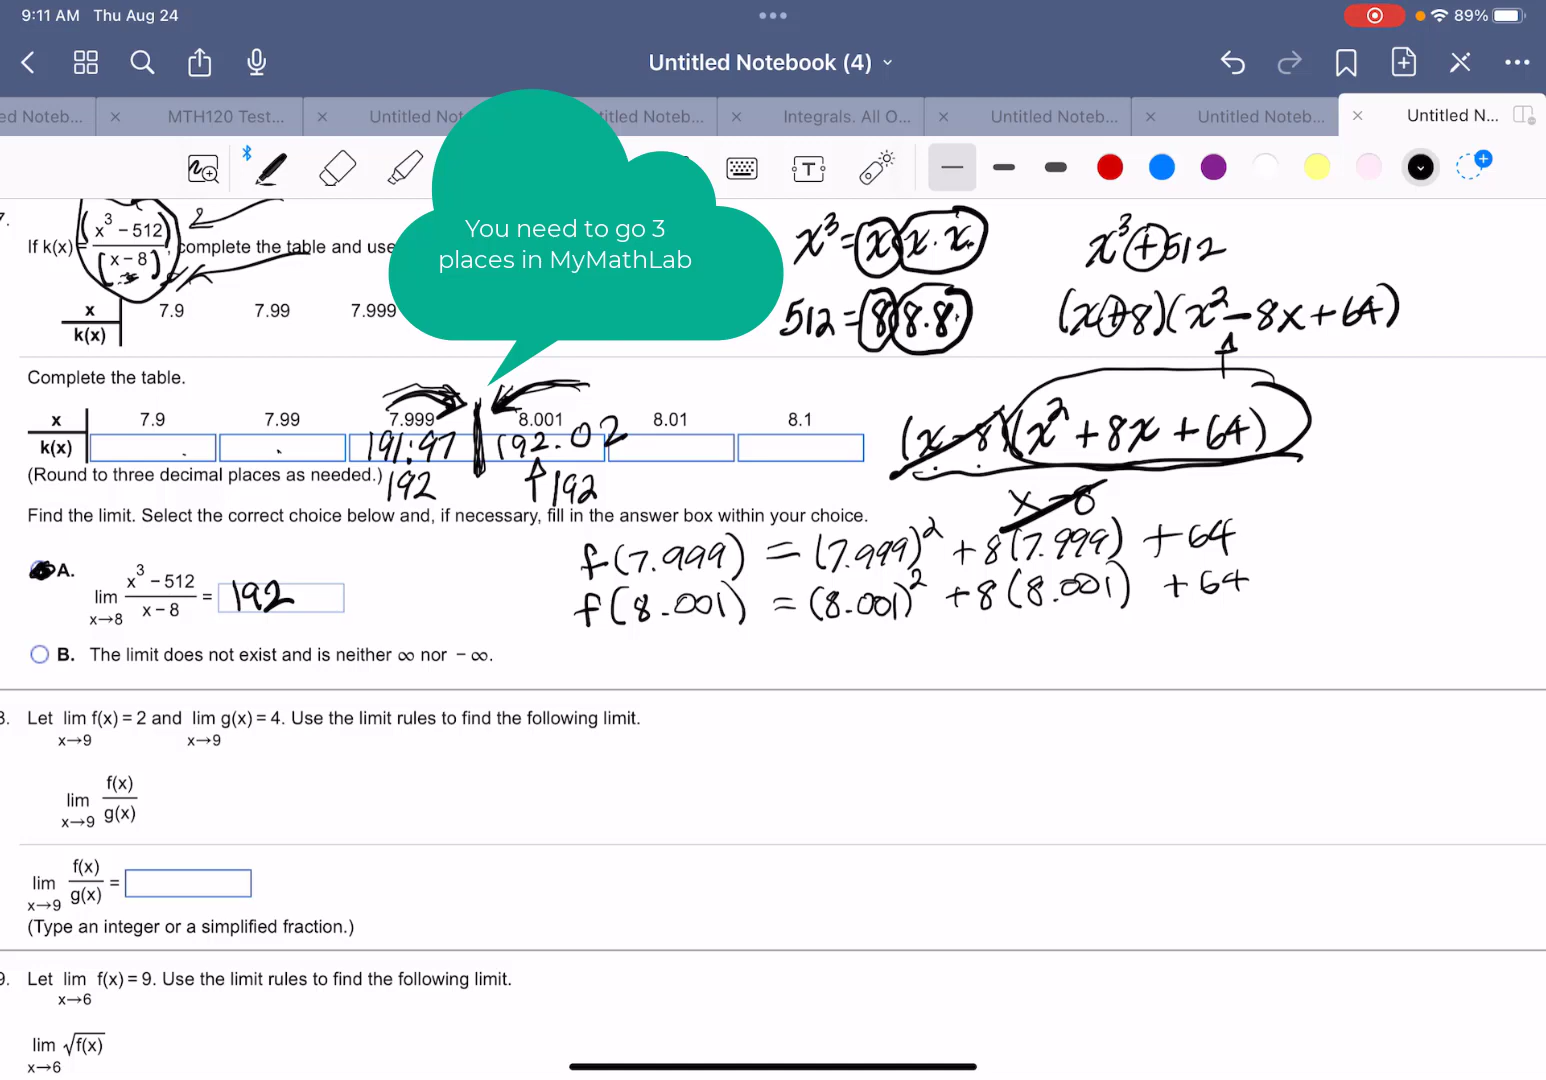 9:11 AM Thu Aug 24
89%
Untitled Notebook (4)
ed Noteb...
MTH120 Test...
Untitled Not
titled Noteb...
Integrals. All O...
Untitled Noteb...
Untitled Noteb...
Untitled N...
You need to go 3
places in MyMathLab
7.
If k(x) = (x³ − 512)/(x − 8), complete the table and use
2
x 7.9 7.99 7.999
k(x)
x³ = x x · x
512 = 8 8 · 8
x³ + 512
(x + 8)(x² − 8x + 64)
Complete the table.
x 7.9 7.99 7.999 8.001 8.01 8.1
k(x) 191.97 192.02
(Round to three decimal places as needed.) 192 192
(x − 8)(x² + 8x + 64)
x − 8
Find the limit. Select the correct choice below and, if necessary, fill in the answer box within your choice.
f(7.999) = (7.999)² + 8(7.999) + 64
f(8.001) = (8.001)² + 8(8.001) + 64
A. lim x→8 (x³ − 512)/(x − 8) = 192
B. The limit does not exist and is neither ∞ nor − ∞.
8. Let lim x→9 f(x) = 2 and lim x→9 g(x) = 4. Use the limit rules to find the following limit.
lim x→9 f(x)/g(x)
lim x→9 f(x)/g(x) =
(Type an integer or a simplified fraction.)
9. Let lim x→6 f(x) = 9. Use the limit rules to find the following limit.
lim x→6 √f(x)